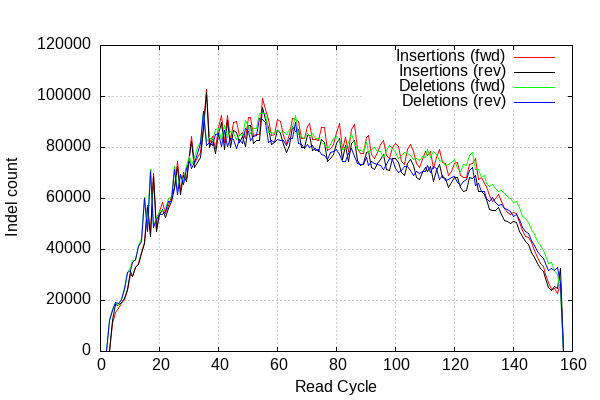 120000
100000
80000
60000
40000
20000
0
Indel count
Insertions (fwd)
Insertions (rev)
Deletions (fwd)
Deletions (rev)
0 20 40 60 80 100 120 140 160
Read Cycle